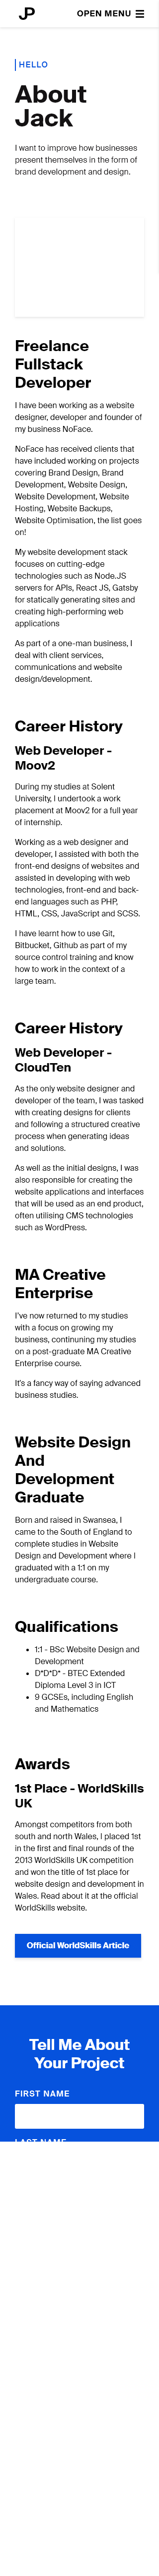 JP
OPEN MENU
HELLO
About
Jack
I want to improve how businesses
present themselves in the form of
brand development and design.
Freelance
Fullstack
Developer
I have been working as a website
designer, developer and founder of
my business NoFace.
NoFace has received clients that
have included working on projects
covering Brand Design, Brand
Development, Website Design,
Website Development, Website
Hosting, Website Backups,
Website Optimisation, the list goes
on!
My website development stack
focuses on cutting-edge
technologies such as Node.JS
servers for APIs, React JS, Gatsby
for statically generating sites and
creating high-performing web
applications
As part of a one-man business, I
deal with client services,
communications and website
design/development.
Career History
Web Developer -
Moov2
During my studies at Solent
University, I undertook a work
placement at Moov2 for a full year
of internship.
Working as a web designer and
developer, I assisted with both the
front-end designs of websites and
assisted in developing with web
technologies, front-end and back-
end languages such as PHP,
HTML, CSS, JavaScript and SCSS.
I have learnt how to use Git,
Bitbucket, Github as part of my
source control training and know
how to work in the context of a
large team.
Career History
Web Developer -
CloudTen
As the only website designer and
developer of the team, I was tasked
with creating designs for clients
and following a structured creative
process when generating ideas
and solutions.
As well as the initial designs, I was
also responsible for creating the
website applications and interfaces
that will be used as an end product,
often utilising CMS technologies
such as WordPress.
MA Creative
Enterprise
I've now returned to my studies
with a focus on growing my
business, continuning my studies
on a post-graduate MA Creative
Enterprise course.
It's a fancy way of saying advanced
business studies.
Website Design
And
Development
Graduate
Born and raised in Swansea, I
came to the South of England to
complete studies in Website
Design and Development where I
graduated with a 1:1 on my
undergraduate course.
Qualifications
1:1 - BSc Website Design and
Development
D*D*D* - BTEC Extended
Diploma Level 3 in ICT
9 GCSEs, including English
and Mathematics
Awards
1st Place - WorldSkills
UK
Amongst competitors from both
south and north Wales, I placed 1st
in the first and final rounds of the
2013 WorldSkills UK competition
and won the title of 1st place for
website design and development in
Wales. Read about it at the official
WorldSkills website.
Official WorldSkills Article
Tell Me About
Your Project
FIRST NAME
LAST NAME